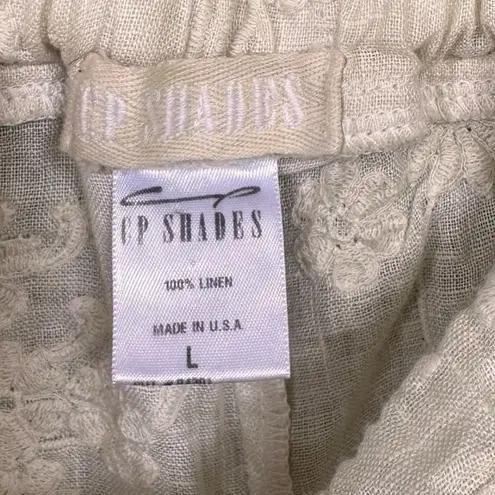 CP SHADES
CP SHADES
100% LINEN
MADE IN U.S.A.
L